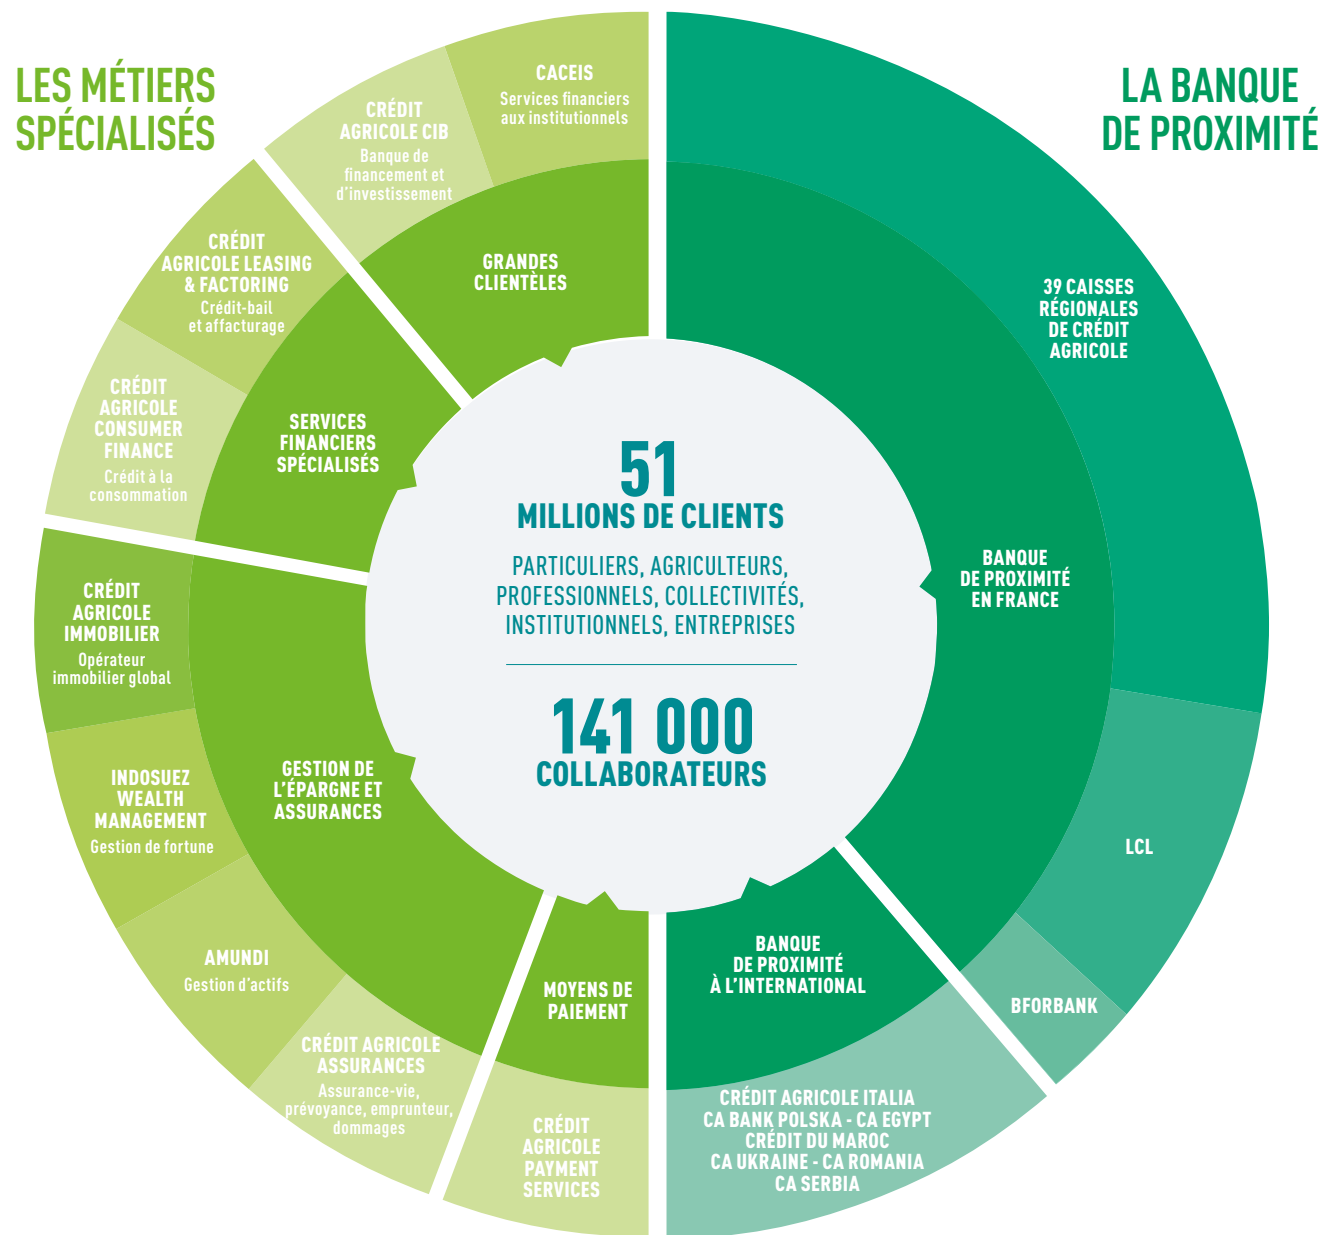 LES MÉTIERS
SPÉCIALISÉS
LA BANQUE
DE PROXIMITÉ
CACEIS
Services financiers
aux institutionnels
CRÉDIT
AGRICOLE CIB
Banque de
financement et
d'investissement
GRANDES
CLIENTÈLES
CRÉDIT
AGRICOLE LEASING
& FACTORING
Crédit-bail
et affacturage
CRÉDIT
AGRICOLE
CONSUMER
FINANCE
Crédit à la
consommation
SERVICES
FINANCIERS
SPÉCIALISÉS
39 CAISSES
RÉGIONALES
DE CRÉDIT
AGRICOLE
51
MILLIONS DE CLIENTS
PARTICULIERS, AGRICULTEURS,
PROFESSIONNELS, COLLECTIVITÉS,
INSTITUTIONNELS, ENTREPRISES
141 000
COLLABORATEURS
BANQUE
DE PROXIMITÉ
EN FRANCE
CRÉDIT
AGRICOLE
IMMOBILIER
Opérateur
immobilier global
INDOSUEZ
WEALTH
MANAGEMENT
Gestion de fortune
GESTION DE
L'ÉPARGNE ET
ASSURANCES
AMUNDI
Gestion d'actifs
CRÉDIT AGRICOLE
ASSURANCES
Assurance-vie,
prévoyance, emprunteur,
dommages
MOYENS DE
PAIEMENT
CRÉDIT
AGRICOLE
PAYMENT
SERVICES
LCL
BFORBANK
BANQUE
DE PROXIMITÉ
À L'INTERNATIONAL
CRÉDIT AGRICOLE ITALIA
CA BANK POLSKA - CA EGYPT
CRÉDIT DU MAROC
CA UKRAINE - CA ROMANIA
CA SERBIA